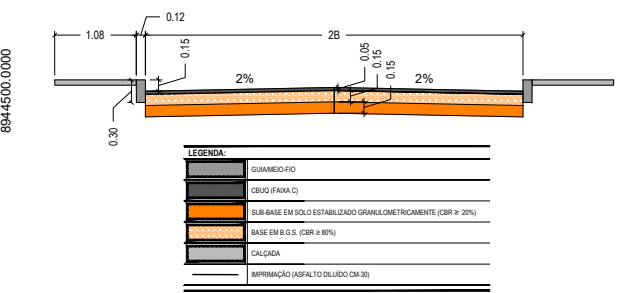 0.12
1.08
2B
0.15
0.05
0.15
0.15
2%
2%
0.30
8944500.0000
LEGENDA:
GUIA/MEIO-FIO
CBUQ (FAIXA C)
SUB-BASE EM SOLO ESTABILIZADO GRANULOMETRICAMENTE (CBR ≥ 20%)
BASE EM B.G.S. (CBR ≥ 80%)
CALÇADA
IMPRIMAÇÃO (ASFALTO DILUÍDO CM-30)